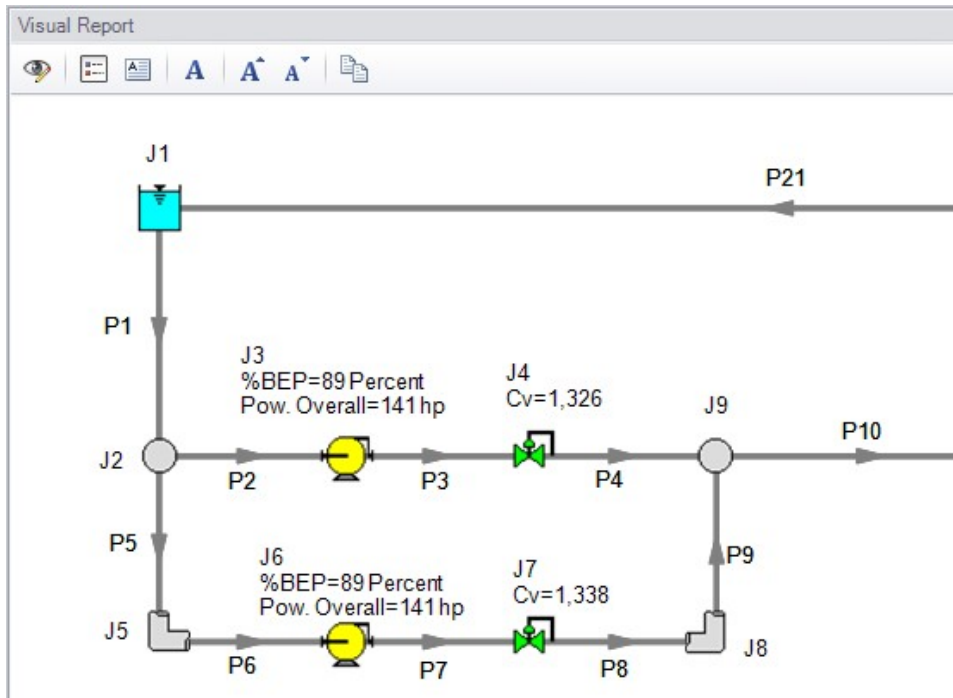 Visual Report
A A A
J1
P21
P1
J3
%BEP=89 Percent
Pow. Overall=141 hp
J4
Cv=1,326
J9
P10
J2
P2
P3
P4
P5
J6
%BEP=89 Percent
Pow. Overall=141 hp
J7
Cv=1,338
P9
J5
P6
P7
P8
J8